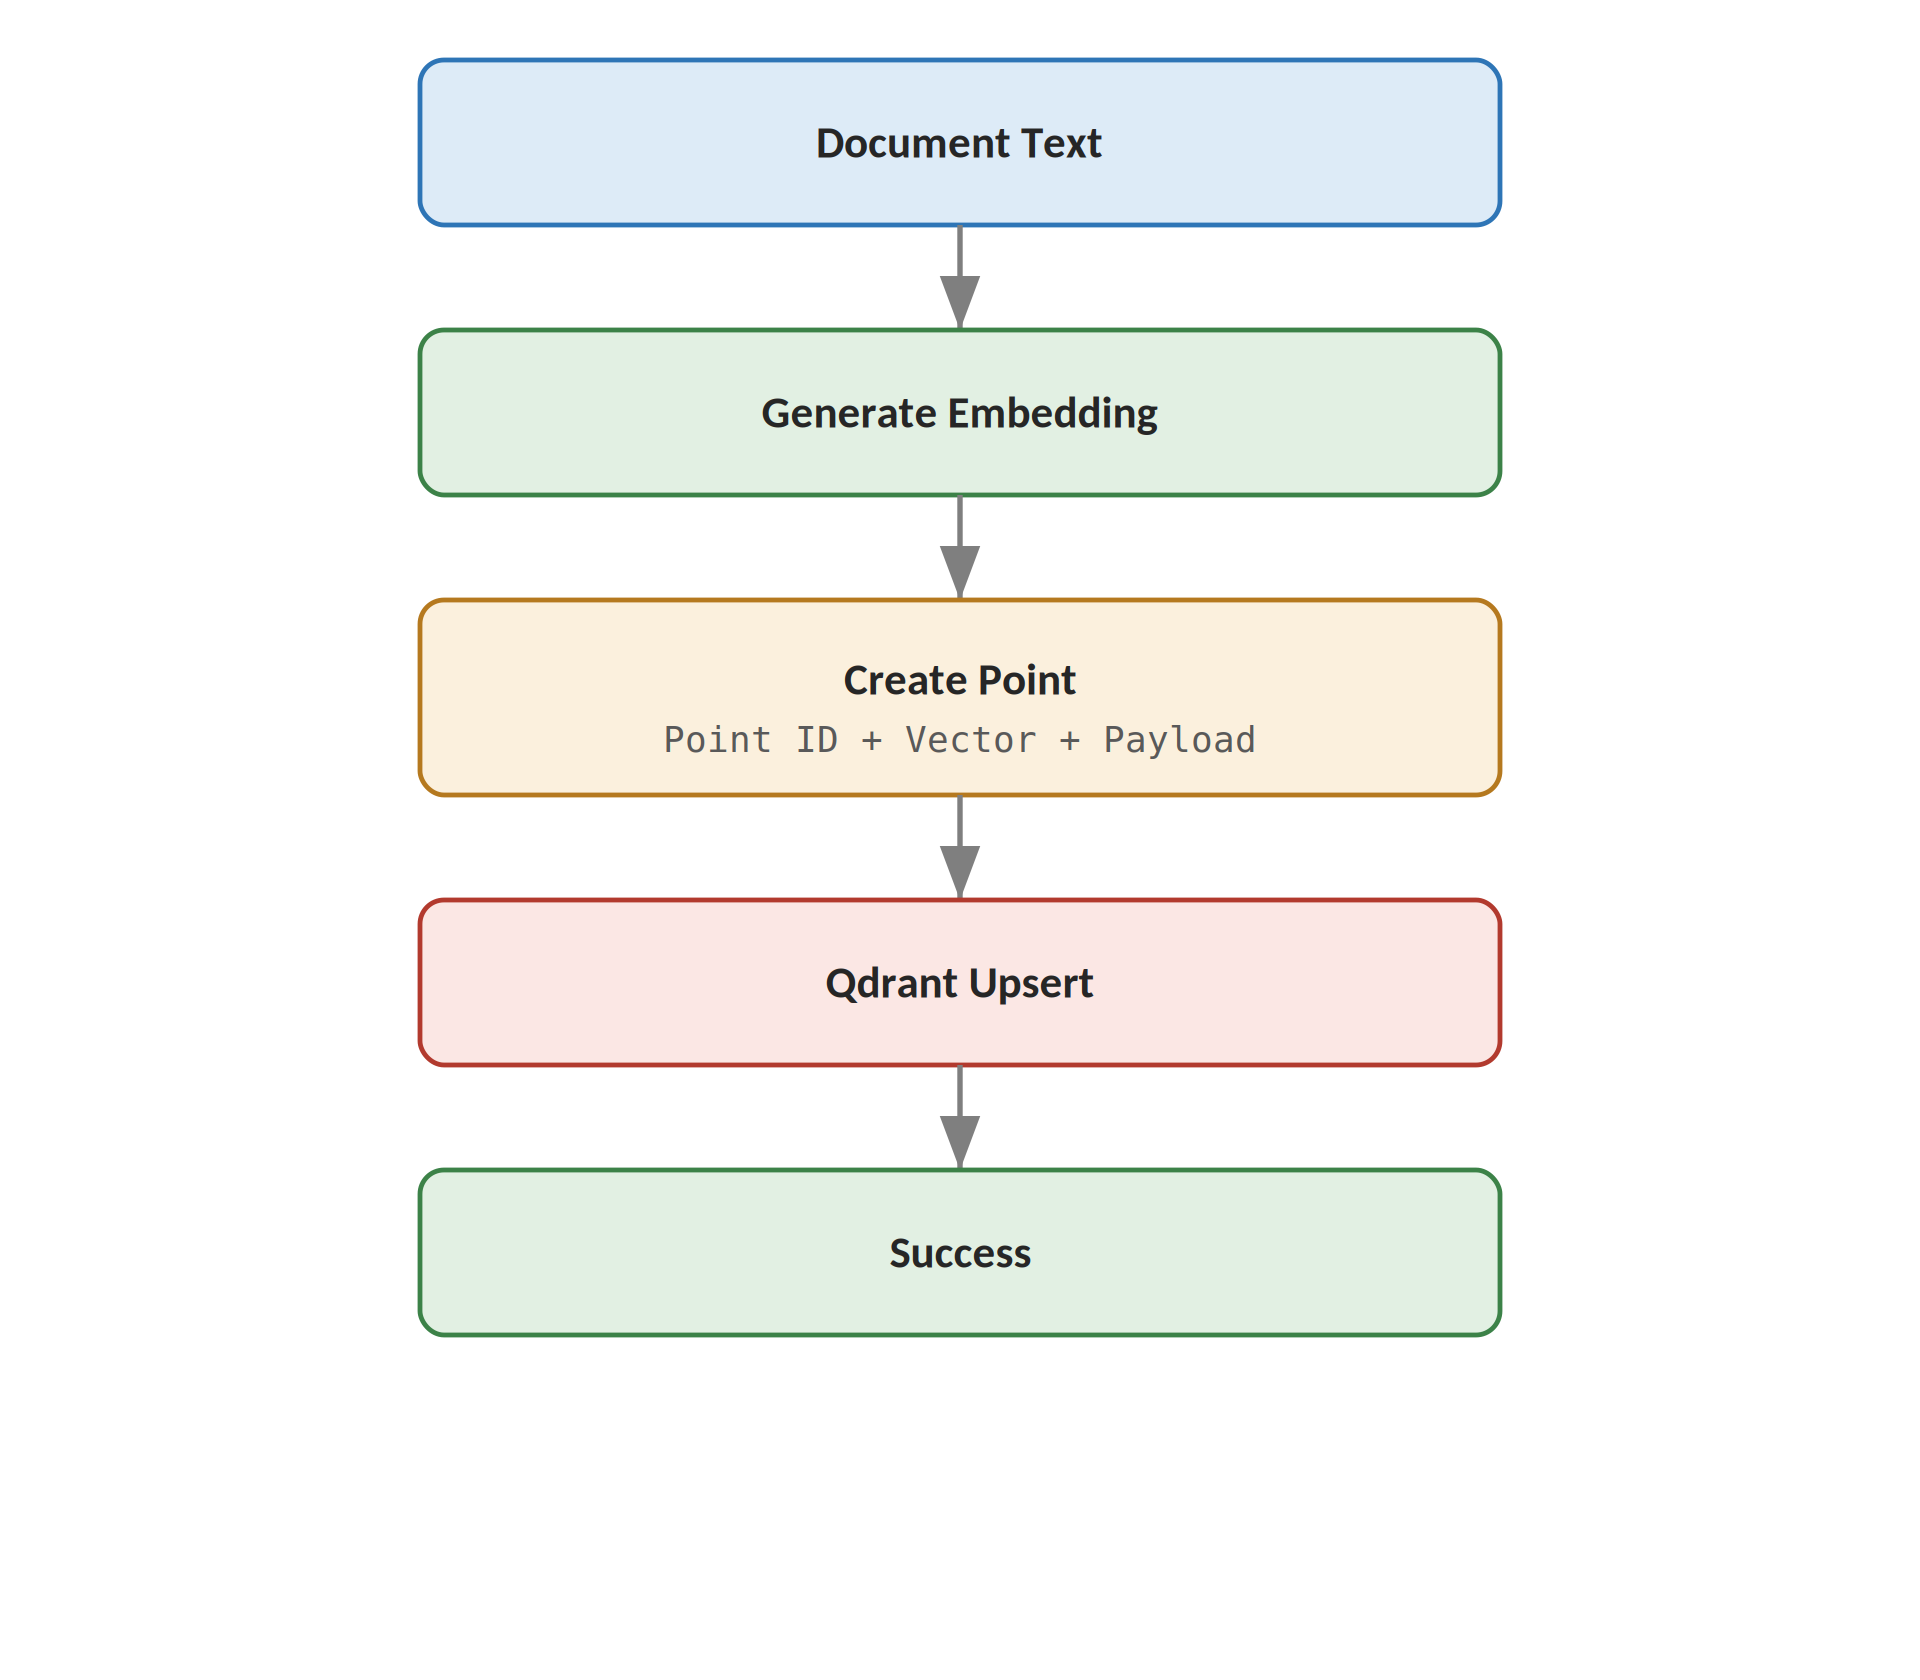 Document Text
Generate Embedding
Create Point
Point ID + Vector + Payload
Qdrant Upsert
Success